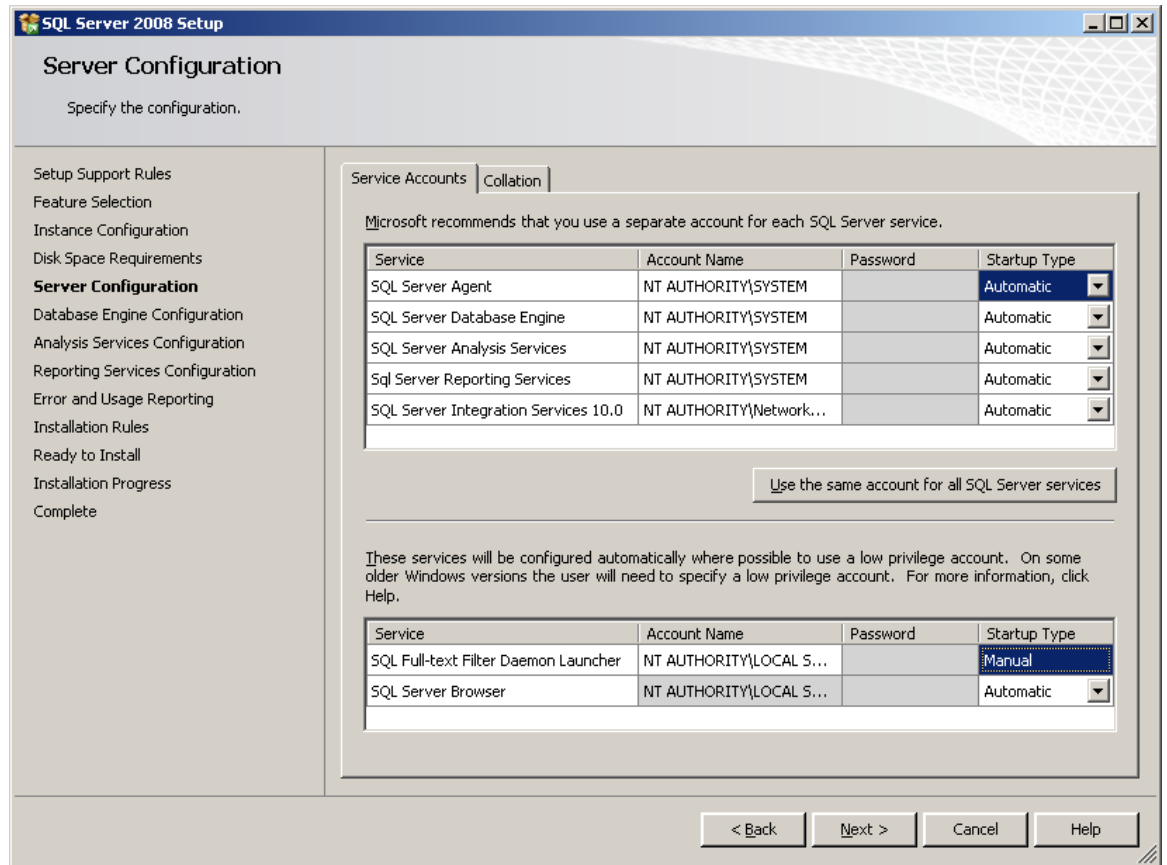 SQL Server 2008 Setup
Server Configuration
Specify the configuration.
Setup Support Rules
Feature Selection
Instance Configuration
Disk Space Requirements
Server Configuration
Database Engine Configuration
Analysis Services Configuration
Reporting Services Configuration
Error and Usage Reporting
Installation Rules
Ready to Install
Installation Progress
Complete
Service Accounts Collation
Microsoft recommends that you use a separate account for each SQL Server service.
Service Account Name Password Startup Type
SQL Server Agent NT AUTHORITY\SYSTEM Automatic
SQL Server Database Engine NT AUTHORITY\SYSTEM Automatic
SQL Server Analysis Services NT AUTHORITY\SYSTEM Automatic
Sql Server Reporting Services NT AUTHORITY\SYSTEM Automatic
SQL Server Integration Services 10.0 NT AUTHORITY\Network... Automatic
Use the same account for all SQL Server services
These services will be configured automatically where possible to use a low privilege account. On some
older Windows versions the user will need to specify a low privilege account. For more information, click
Help.
Service Account Name Password Startup Type
SQL Full-text Filter Daemon Launcher NT AUTHORITY\LOCAL S... Manual
SQL Server Browser NT AUTHORITY\LOCAL S... Automatic
< Back Next > Cancel Help